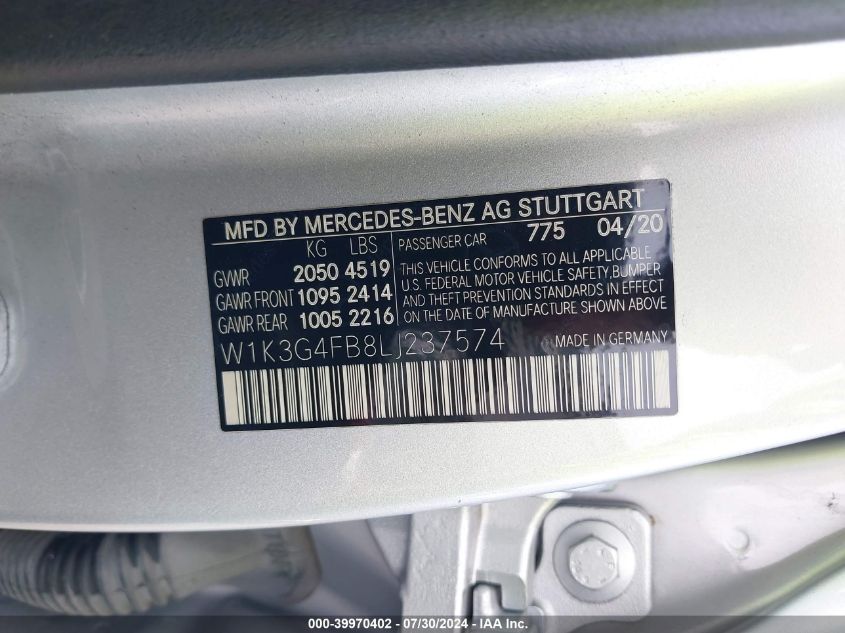 MFD BY MERCEDES-BENZ AG STUTTGART
KG LBS
GVWR 2050 4519
GAWR FRONT 1095 2414
GAWR REAR 1005 2216
PASSENGER CAR 775 04/20
THIS VEHICLE CONFORMS TO ALL APPLICABLE
U.S. FEDERAL MOTOR VEHICLE SAFETY, BUMPER
AND THEFT PREVENTION STANDARDS IN EFFECT
ON THE DATE OF MANUFACTURE SHOWN ABOVE
W1K3G4FB8LJ237574
MADE IN GERMANY
000-39970402 / 07/30/2024 - IAA Inc.